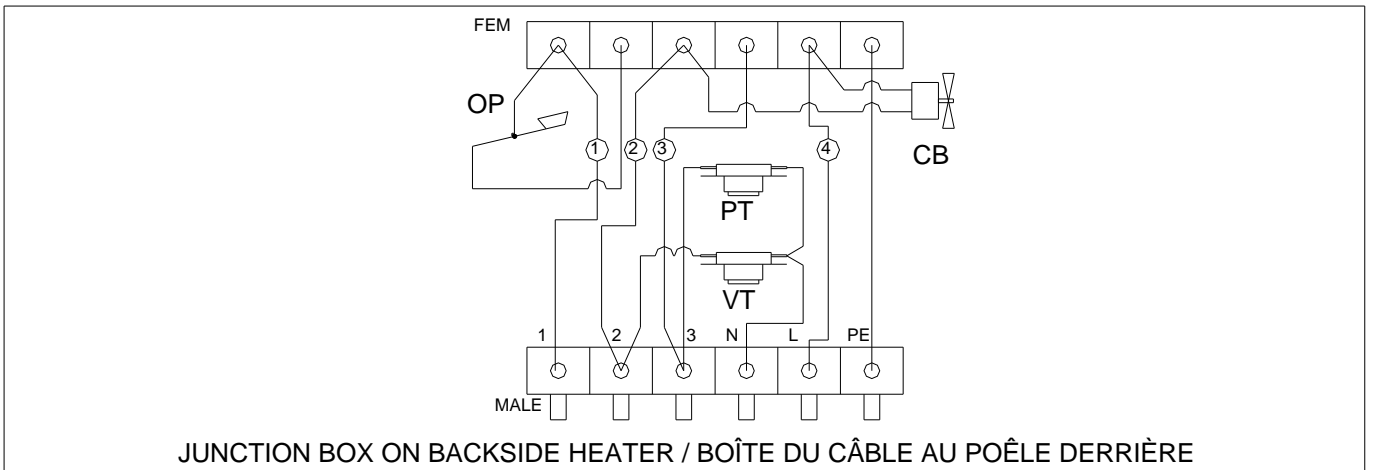 FEM
OP
CB
1
2
3
4
PT
VT
1
2
3
N
L
PE
MALE
JUNCTION BOX ON BACKSIDE HEATER / BOÎTE DU CÂBLE AU POÊLE DERRIÈRE